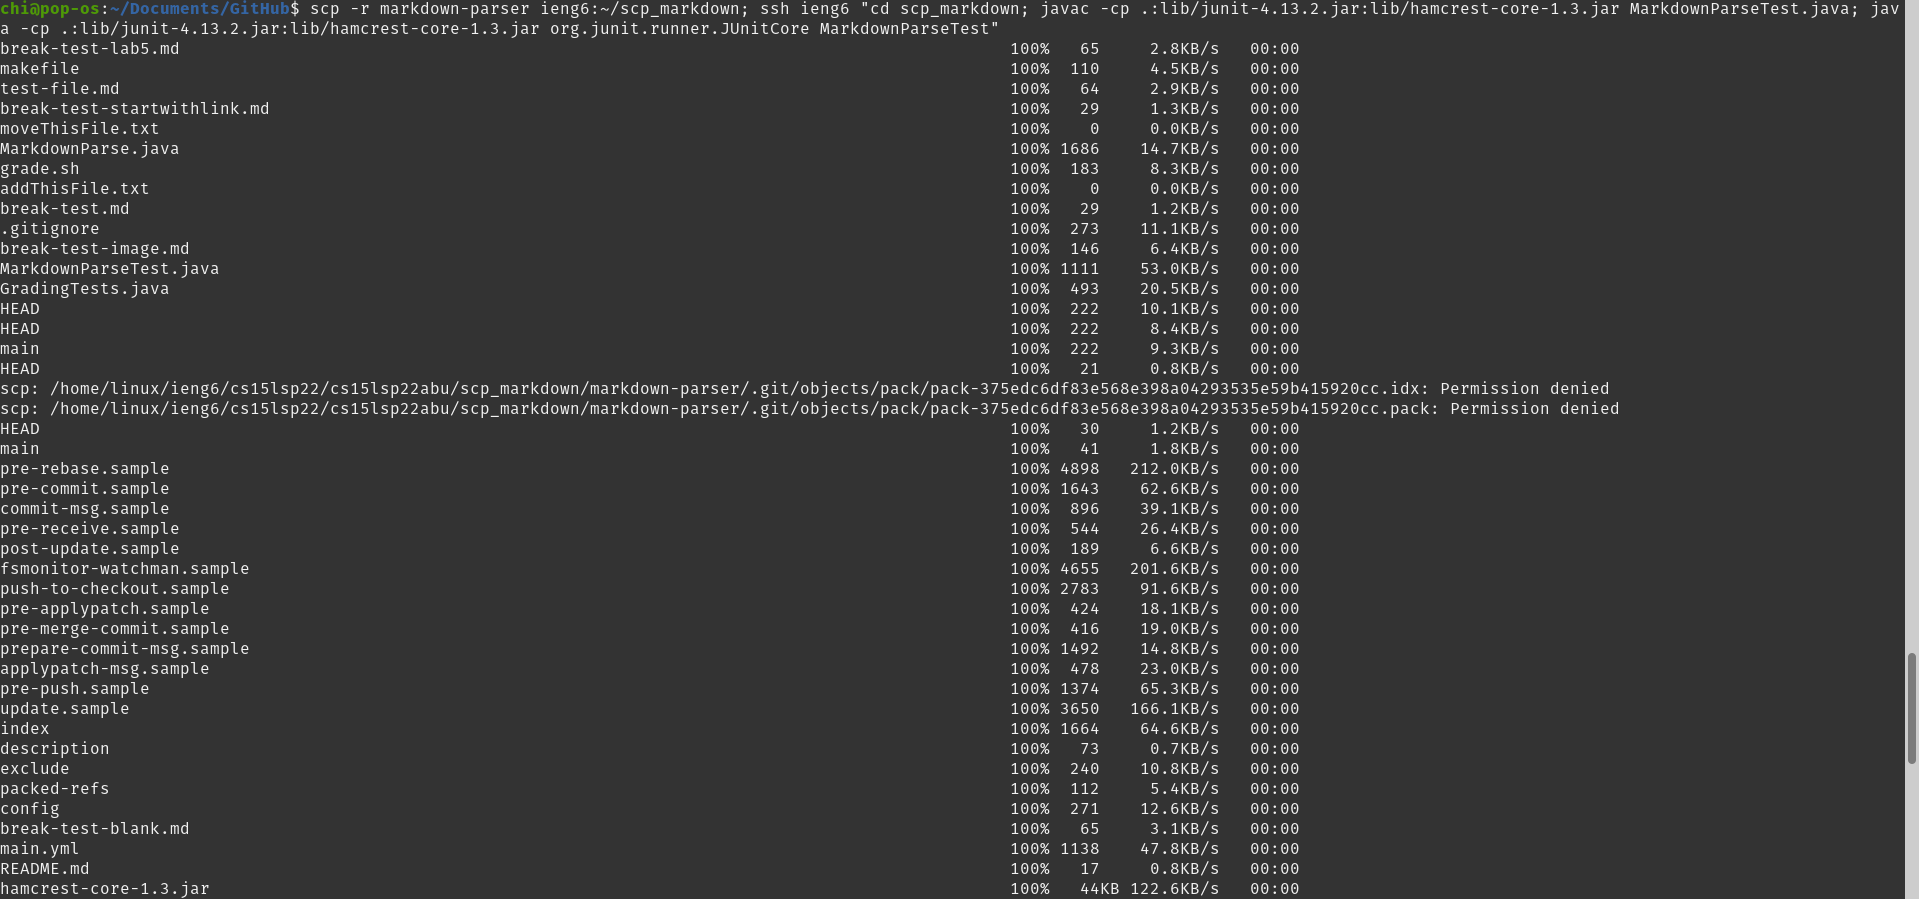 chi@pop-os:~/Documents/GitHub$ scp -r markdown-parser ieng6:~/scp_markdown; ssh ieng6 "cd scp_markdown; javac -cp .:lib/junit-4.13.2.jar:lib/hamcrest-core-1.3.jar MarkdownParseTest.java; jav
a -cp .:lib/junit-4.13.2.jar:lib/hamcrest-core-1.3.jar org.junit.runner.JUnitCore MarkdownParseTest"
break-test-lab5.md 100% 65 2.8KB/s 00:00
makefile 100% 110 4.5KB/s 00:00
test-file.md 100% 64 2.9KB/s 00:00
break-test-startwithlink.md 100% 29 1.3KB/s 00:00
moveThisFile.txt 100% 0 0.0KB/s 00:00
MarkdownParse.java 100% 1686 14.7KB/s 00:00
grade.sh 100% 183 8.3KB/s 00:00
addThisFile.txt 100% 0 0.0KB/s 00:00
break-test.md 100% 29 1.2KB/s 00:00
.gitignore 100% 273 11.1KB/s 00:00
break-test-image.md 100% 146 6.4KB/s 00:00
MarkdownParseTest.java 100% 1111 53.0KB/s 00:00
GradingTests.java 100% 493 20.5KB/s 00:00
HEAD 100% 222 10.1KB/s 00:00
HEAD 100% 222 8.4KB/s 00:00
main 100% 222 9.3KB/s 00:00
HEAD 100% 21 0.8KB/s 00:00
scp: /home/linux/ieng6/cs15lsp22/cs15lsp22abu/scp_markdown/markdown-parser/.git/objects/pack/pack-375edc6df83e568e398a04293535e59b415920cc.idx: Permission denied
scp: /home/linux/ieng6/cs15lsp22/cs15lsp22abu/scp_markdown/markdown-parser/.git/objects/pack/pack-375edc6df83e568e398a04293535e59b415920cc.pack: Permission denied
HEAD 100% 30 1.2KB/s 00:00
main 100% 41 1.8KB/s 00:00
pre-rebase.sample 100% 4898 212.0KB/s 00:00
pre-commit.sample 100% 1643 62.6KB/s 00:00
commit-msg.sample 100% 896 39.1KB/s 00:00
pre-receive.sample 100% 544 26.4KB/s 00:00
post-update.sample 100% 189 6.6KB/s 00:00
fsmonitor-watchman.sample 100% 4655 201.6KB/s 00:00
push-to-checkout.sample 100% 2783 91.6KB/s 00:00
pre-applypatch.sample 100% 424 18.1KB/s 00:00
pre-merge-commit.sample 100% 416 19.0KB/s 00:00
prepare-commit-msg.sample 100% 1492 14.8KB/s 00:00
applypatch-msg.sample 100% 478 23.0KB/s 00:00
pre-push.sample 100% 1374 65.3KB/s 00:00
update.sample 100% 3650 166.1KB/s 00:00
index 100% 1664 64.6KB/s 00:00
description 100% 73 0.7KB/s 00:00
exclude 100% 240 10.8KB/s 00:00
packed-refs 100% 112 5.4KB/s 00:00
config 100% 271 12.6KB/s 00:00
break-test-blank.md 100% 65 3.1KB/s 00:00
main.yml 100% 1138 47.8KB/s 00:00
README.md 100% 17 0.8KB/s 00:00
hamcrest-core-1.3.jar 100% 44KB 122.6KB/s 00:00